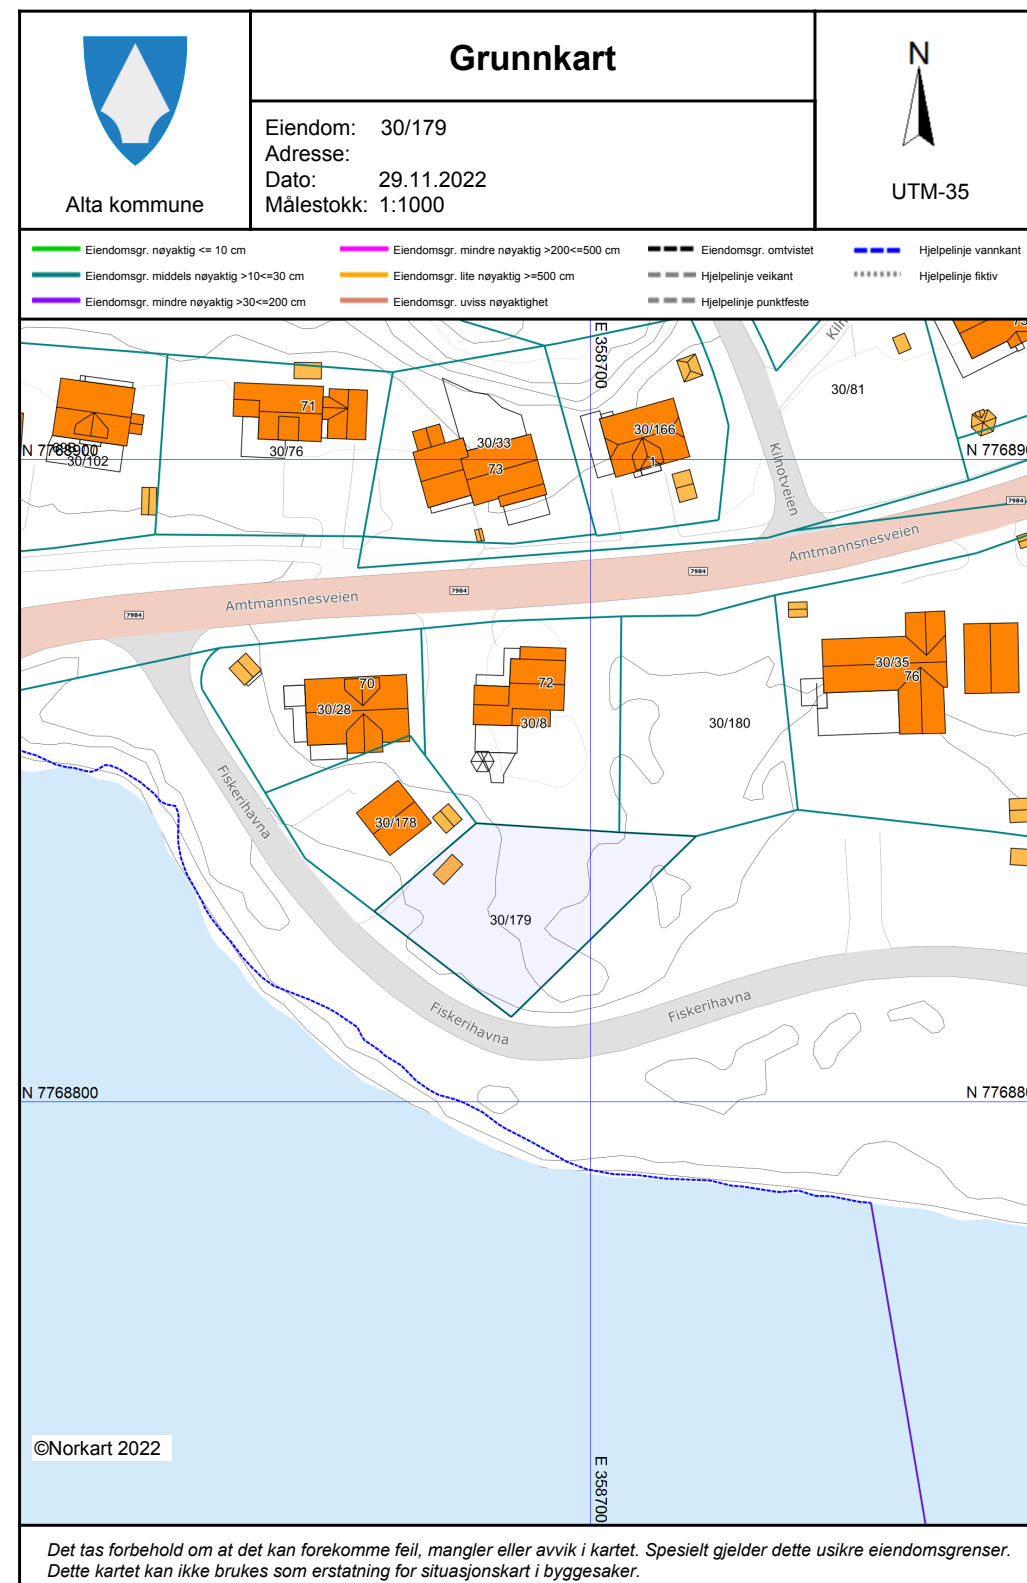 Grunnkart
N
Eiendom: 30/179
Adresse:
Dato: 29.11.2022
Målestokk: 1:1000
Alta kommune
UTM-35
Eiendomsgr. nøyaktig <= 10 cm
Eiendomsgr. mindre nøyaktig >200<=500 cm
Eiendomsgr. omtvistet
Hjelpelinje vannkant
Eiendomsgr. middels nøyaktig >10<=30 cm
Eiendomsgr. lite nøyaktig >=500 cm
Hjelpelinje veikant
Hjelpelinje fiktiv
Eiendomsgr. mindre nøyaktig >30<=200 cm
Eiendomsgr. uviss nøyaktighet
Hjelpelinje punktfeste
E 358700
Kiln
30/81
71
30/33
30/166
30/76
73
1
N 7768900
30/102
N 776890
Kilnotveien
7984
Amtmannsnesveien
7984
7984
Amtmannsnesveien
7984
30/35
76
70
72
30/28
30/8
30/180
Fiskerihavna
30/178
30/179
Fiskerihavna
Fiskerihavna
N 7768800
N 776880
©Norkart 2022
E 358700
Det tas forbehold om at det kan forekomme feil, mangler eller avvik i kartet. Spesielt gjelder dette usikre eiendomsgrenser.
Dette kartet kan ikke brukes som erstatning for situasjonskart i byggesaker.